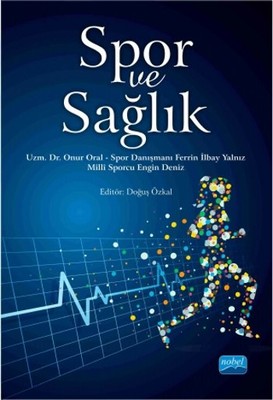 Spor
ve
Sağlık
Uzm. Dr. Onur Oral - Spor Danışmanı Ferrin İlbay Yalnız
Milli Sporcu Engin Deniz
Editör: Doğuş Özkal
nobel